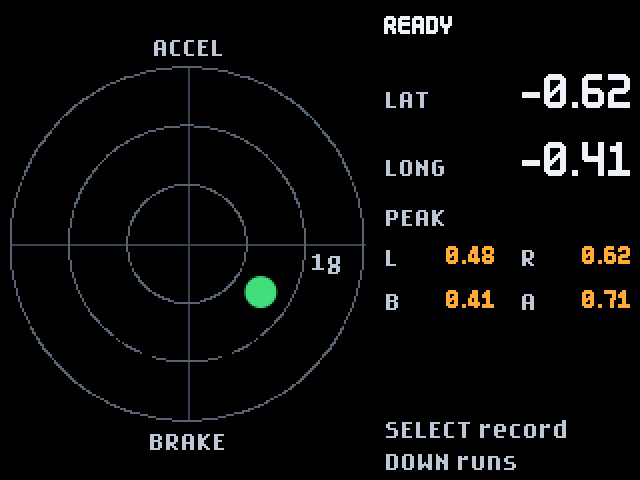 READY
ACCEL
LAT -0.62
LONG -0.41
PEAK
L 0.48 R 0.62
1g
B 0.41 A 0.71
SELECT record
BRAKE
DOWN runs